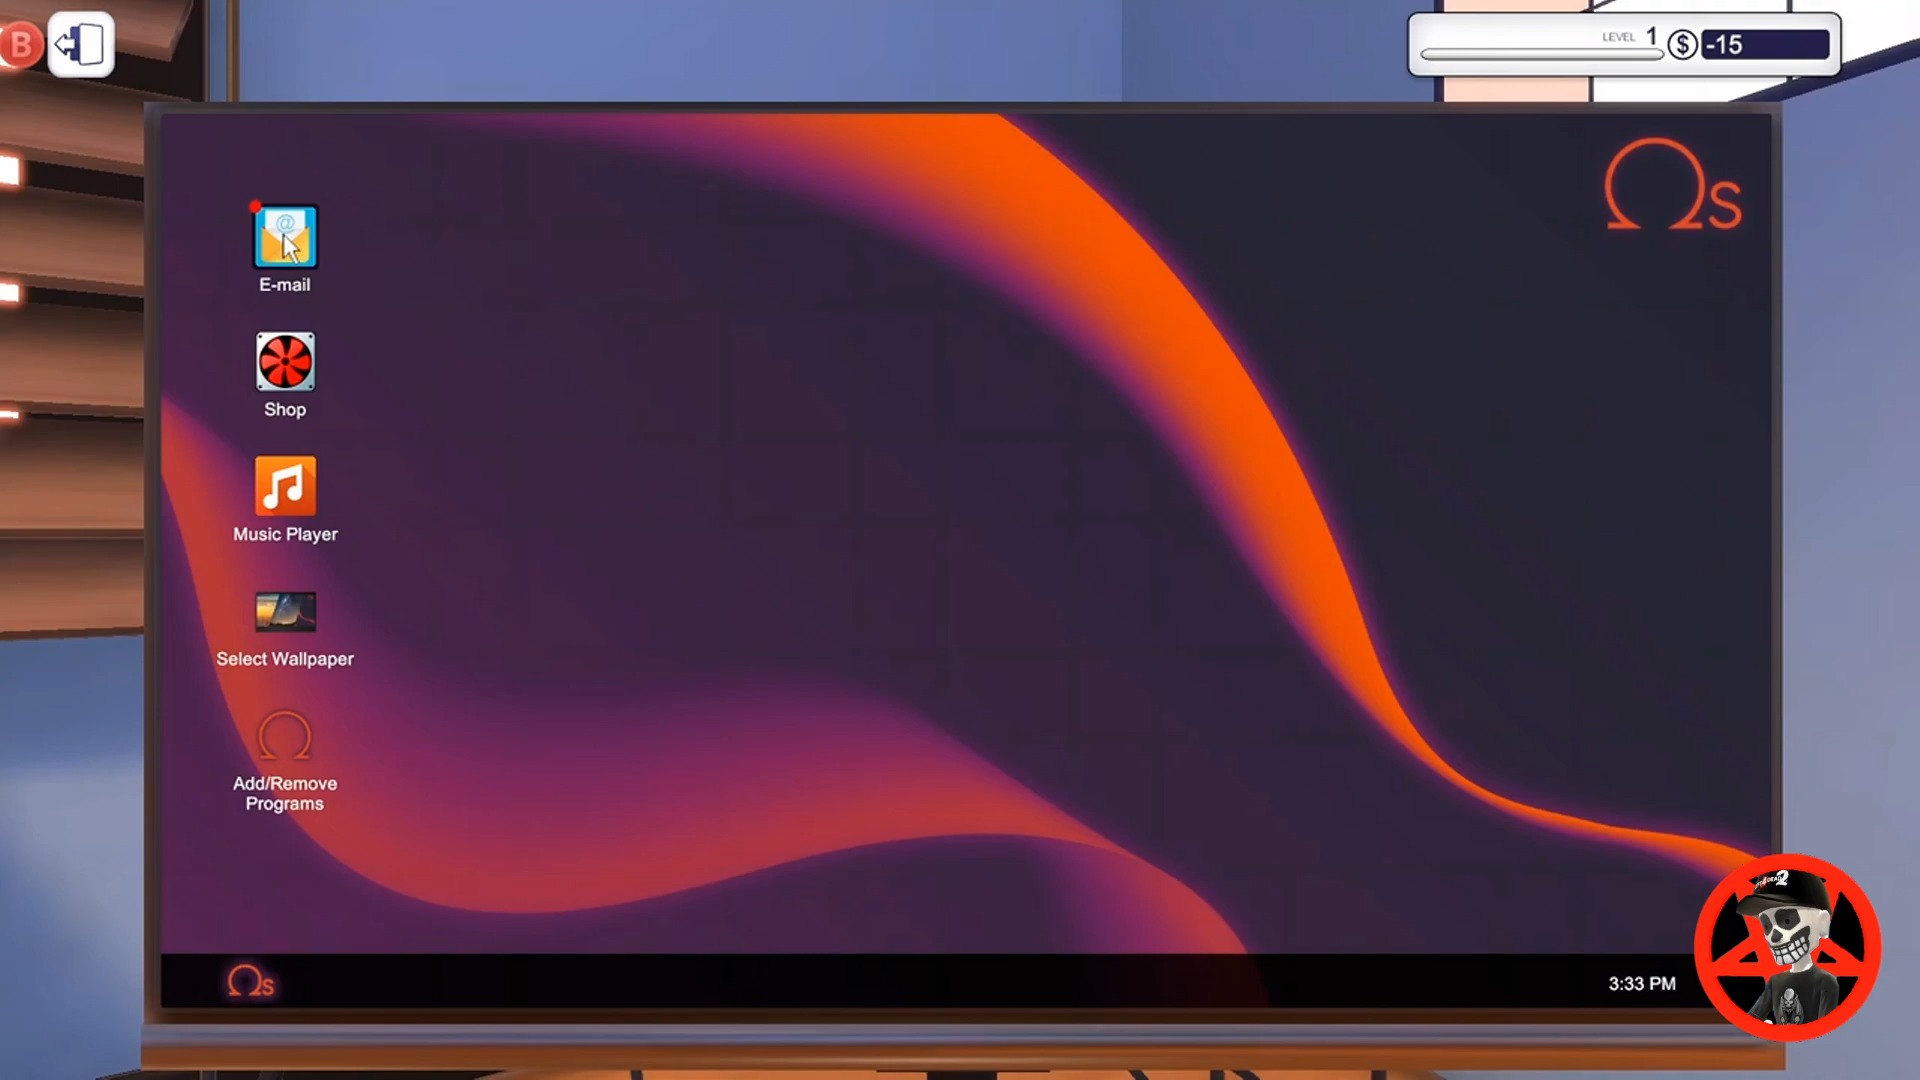 B
LEVEL 1 $ -15
Ωs
@
E-mail
Shop
Music Player
Select Wallpaper
Add/Remove
Programs
Ωs
3:33 PM